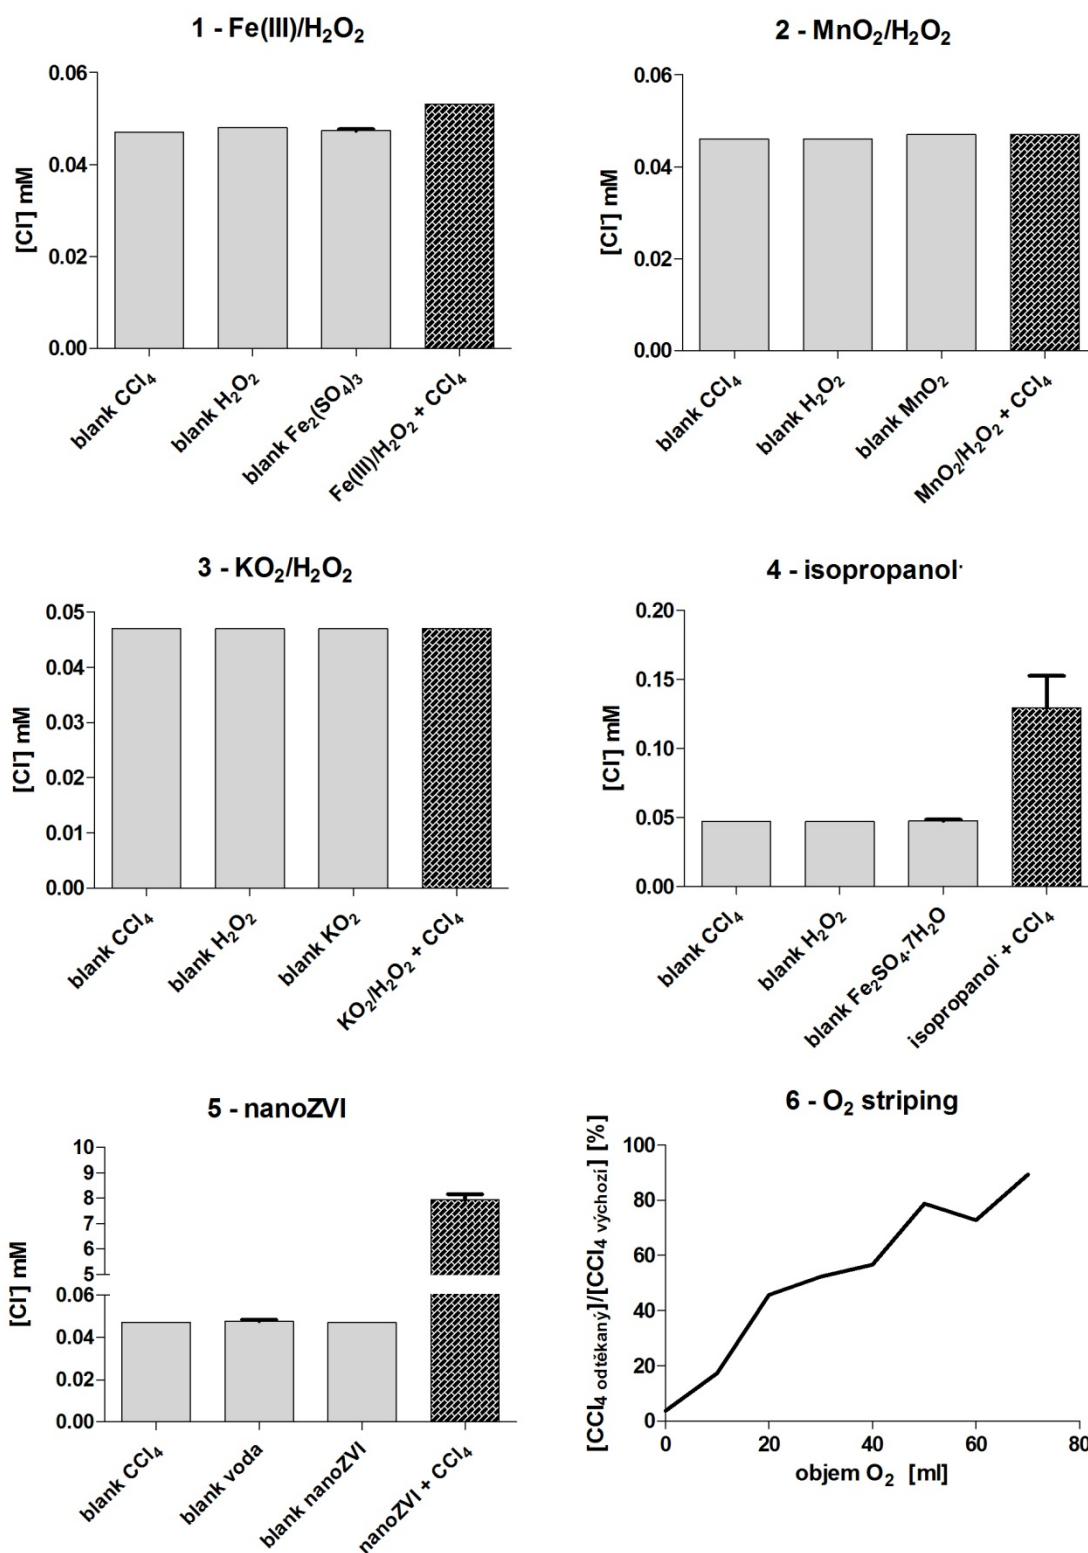 1 - Fe(III)/H₂O₂
[Cl⁻] mM
0.06
0.04
0.02
0.00
blank CCl₄
blank H₂O₂
blank Fe₂(SO₄)₃
Fe(III)/H₂O₂ + CCl₄
2 - MnO₂/H₂O₂
[Cl⁻] mM
0.06
0.04
0.02
0.00
blank CCl₄
blank H₂O₂
blank MnO₂
MnO₂/H₂O₂ + CCl₄
3 - KO₂/H₂O₂
[Cl⁻] mM
0.05
0.04
0.03
0.02
0.01
0.00
blank CCl₄
blank H₂O₂
blank KO₂
KO₂/H₂O₂ + CCl₄
4 - isopropanol·
[Cl⁻] mM
0.20
0.15
0.10
0.05
0.00
blank CCl₄
blank H₂O₂
blank Fe₂SO₄.7H₂O
isopropanol· + CCl₄
5 - nanoZVI
[Cl⁻] mM
10
9
8
7
6
5
0.06
0.04
0.02
0.00
blank CCl₄
blank voda
blank nanoZVI
nanoZVI + CCl₄
6 - O₂ striping
[CCl₄ odtěkaný]/[CCl₄ výchozí] [%]
100
80
60
40
20
0
0 20 40 60 80
objem O₂ [ml]